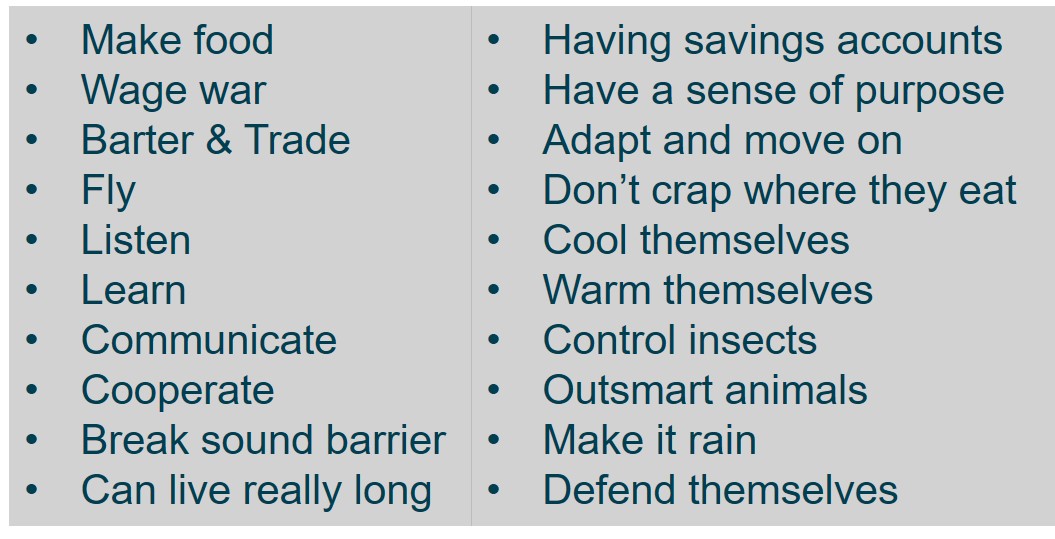 • Make food
• Wage war
• Barter & Trade
• Fly
• Listen
• Learn
• Communicate
• Cooperate
• Break sound barrier
• Can live really long
• Having savings accounts
• Have a sense of purpose
• Adapt and move on
• Don’t crap where they eat
• Cool themselves
• Warm themselves
• Control insects
• Outsmart animals
• Make it rain
• Defend themselves